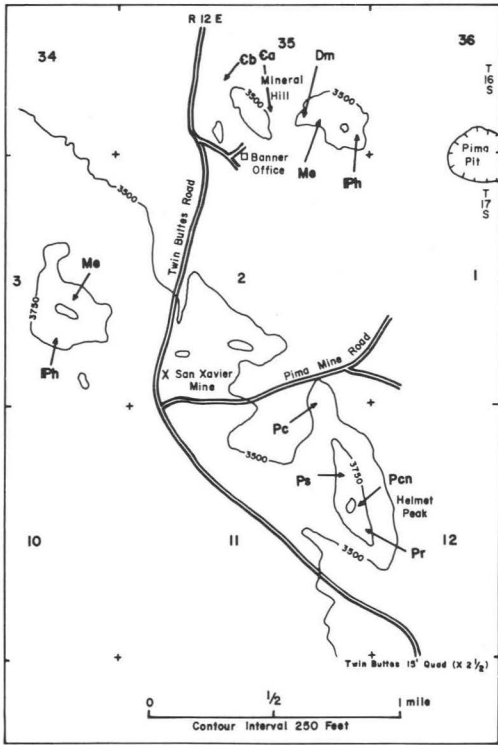 R 12 E
34
35
36
Єb
Єa
Dm
T
16
S
Mineral
Hill
3500
3500
Pima
Pit
Banner
Office
Me
IPh
T
17
S
3500
Twin Buttes Road
3
2
1
Me
3750
IPh
X San Xavier
Mine
Pima Mine Road
Pc
3500
Ps
3750
Pcn
Helmet
Peak
10
11
12
3500
Pr
Twin Buttes 15' Quad (X 2 1/2)
0 1/2 1 mile
Contour Interval 250 Feet